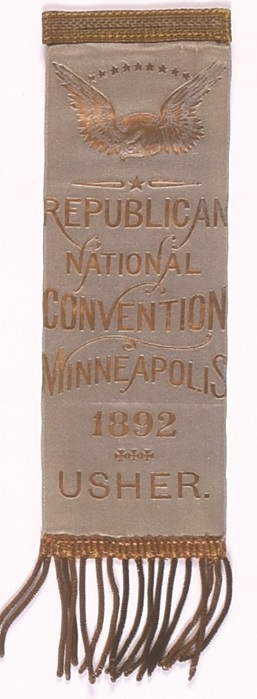 REPUBLICAN
NATIONAL
CONVENTION
MINNEAPOLIS
1892
USHER.